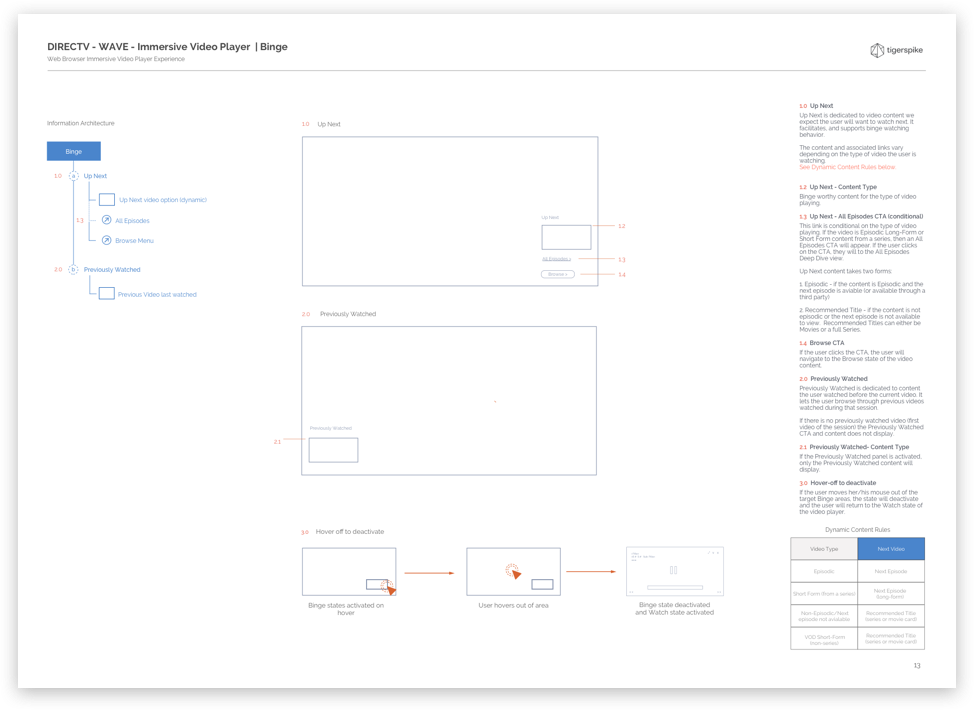 DIRECTV - WAVE - Immersive Video Player | Binge
Web Browser Immersive Video Player Experience
tigerspike
Information Architecture
Binge
1.0 a Up Next
Up Next video option (dynamic)
1.3 All Episodes
Browse Menu
2.0 b Previously Watched
Previous Video last watched
1.0 Up Next
Up Next
1.2
All Episodes >
1.3
Browse >
1.4
2.0 Previously Watched
Previously Watched
2.1
3.0 Hover off to deactivate
Binge states activated on
hover
User hovers out of area
Binge state deactivated
and Watch state activated
1.0 Up Next
Up Next is dedicated to video content we
expect the user will want to watch next. It
facilitates, and supports binge watching
behavior.
The content and associated links vary
depending on the type of video the user is
watching.
See Dynamic Content Rules below.
1.2 Up Next - Content Type
Binge worthy content for the type of video
playing.
1.3 Up Next - All Episodes CTA (conditional)
This link is conditional on the type of video
playing. If the video is Episodic Long-Form or
Short Form content from a series, then an All
Episodes CTA will appear. If the user clicks
on the CTA, they will to the All Episodes
Deep Dive view.
Up Next content takes two forms:
1. Episodic - if the content is Episodic and the
next episode is aviable (or available through a
third party)
2. Recommended Title - if the content is not
episodic or the next episode is not available
to view. Recommended Titles can either be
Movies or a full Series.
1.4 Browse CTA
If the user clicks the CTA, the user will
navigate to the Browse state of the video
content.
2.0 Previously Watched
Previously Watched is dedicated to content
the user watched before the current video. It
lets the user browse through previous videos
watched during that session.
If there is no previously watched video (first
video of the session) the Previously Watched
CTA and content does not display.
2.1 Previously Watched- Content Type
If the Previously Watched panel is activated,
only the Previously Watched content will
display.
3.0 Hover-off to deactivate
If the user moves her/his mouse out of the
target Binge areas, the state will deactivate
and the user will return to the Watch state of
the video player.
Dynamic Content Rules
Video Type Next Video
Episode Next Episode
Short Form (from a series) Next Episode
(long-form)
Non-Episodic/Next
episode not available Recommended Title
(series or movie card)
VOD Short-Form
(non-series) Recommended Title
(series or movie card)
13